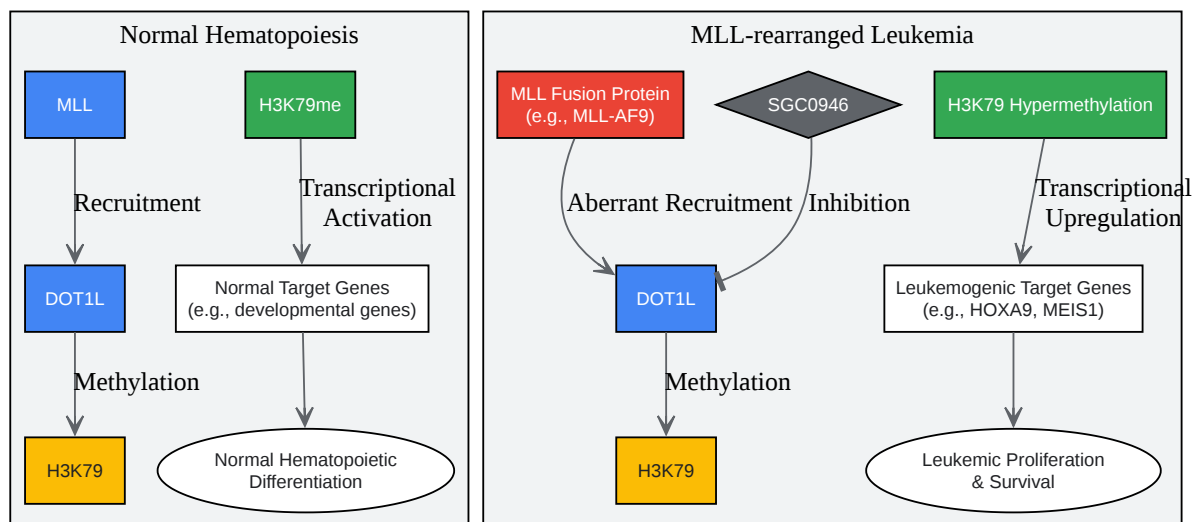 Normal Hematopoiesis
MLL
H3K79me
Recruitment
Transcriptional
Activation
DOT1L
Normal Target Genes
(e.g., developmental genes)
Methylation
H3K79
Normal Hematopoietic
Differentiation
MLL-rearranged Leukemia
MLL Fusion Protein
(e.g., MLL-AF9)
SGC0946
H3K79 Hypermethylation
Aberrant Recruitment
Inhibition
Transcriptional
Upregulation
DOT1L
Leukemogenic Target Genes
(e.g., HOXA9, MEIS1)
Methylation
H3K79
Leukemic Proliferation
& Survival